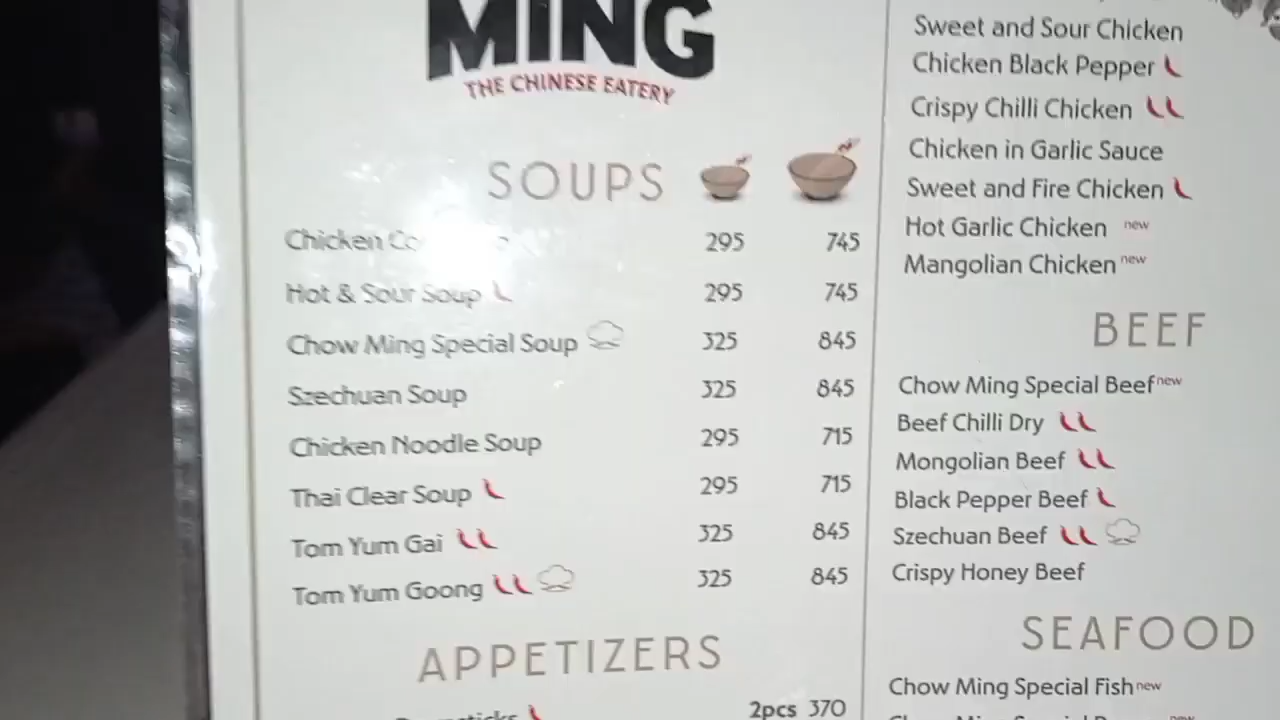 MING
THE CHINESE EATERY
SOUPS
Chicken 295 745
Hot & Sour Soup 295 745
Chow Ming Special Soup 325 845
Szechuan Soup 325 845
Chicken Noodle Soup 295 715
Thai Clear Soup 295 715
Tom Yum Gai 325 845
Tom Yum Goong 325 845
APPETIZERS
2pcs 370
Sweet and Sour Chicken
Chicken Black Pepper
Crispy Chilli Chicken
Chicken in Garlic Sauce
Sweet and Fire Chicken
Hot Garlic Chicken new
Mangolian Chicken new
BEEF
Chow Ming Special Beef new
Beef Chilli Dry
Mongolian Beef
Black Pepper Beef
Szechuan Beef
Crispy Honey Beef
SEAFOOD
Chow Ming Special Fish new